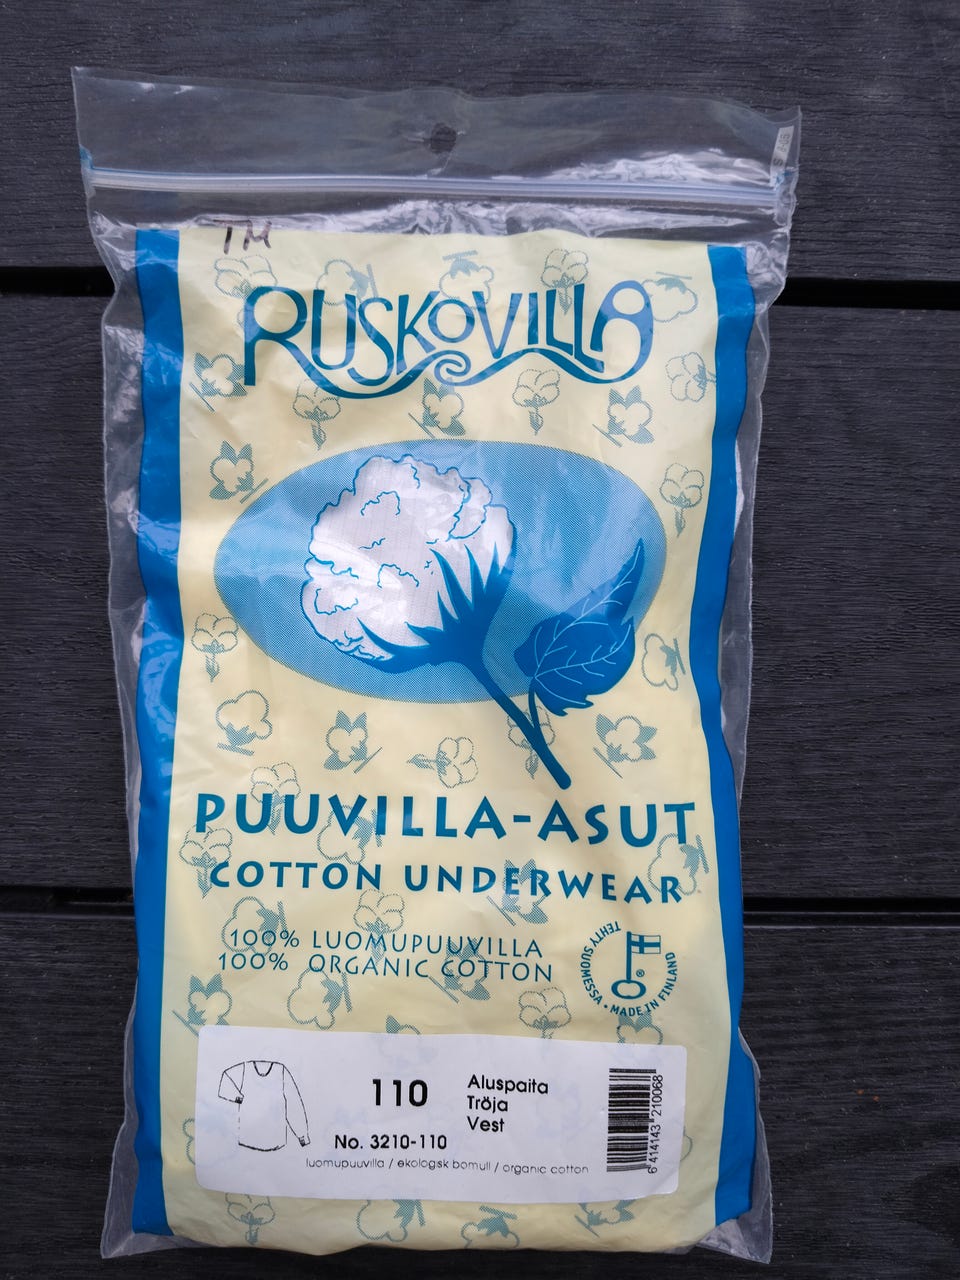 TM
RUSKOVILLA
PUUVILLA-ASUT
COTTON UNDERWEAR
100% LUOMUPUUVILLA
100% ORGANIC COTTON
TEHTY SUOMESSA • MADE IN FINLAND
®
110
Aluspaita
Tröja
Vest
No. 3210-110
luomupuuvilla / ekologsk bomull / organic cotton
6 414143 210068